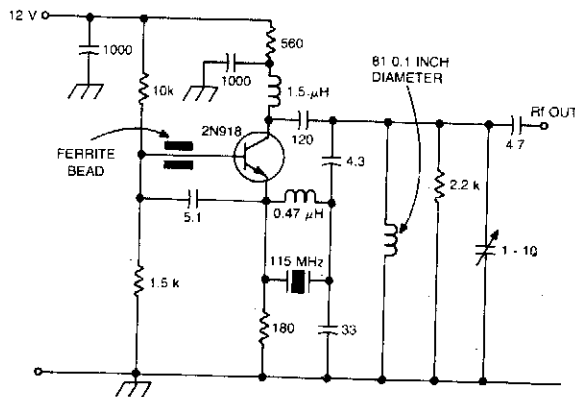 12 V
1000
560
10k
1000
1.5-μH
81 0.1 INCH
DIAMETER
Rf OUT
2N918
120
4.7
FERRITE
BEAD
4.3
2.2 k
5.1
0.47 μH
1 - 10
115 MHz
1.5 k
180
33